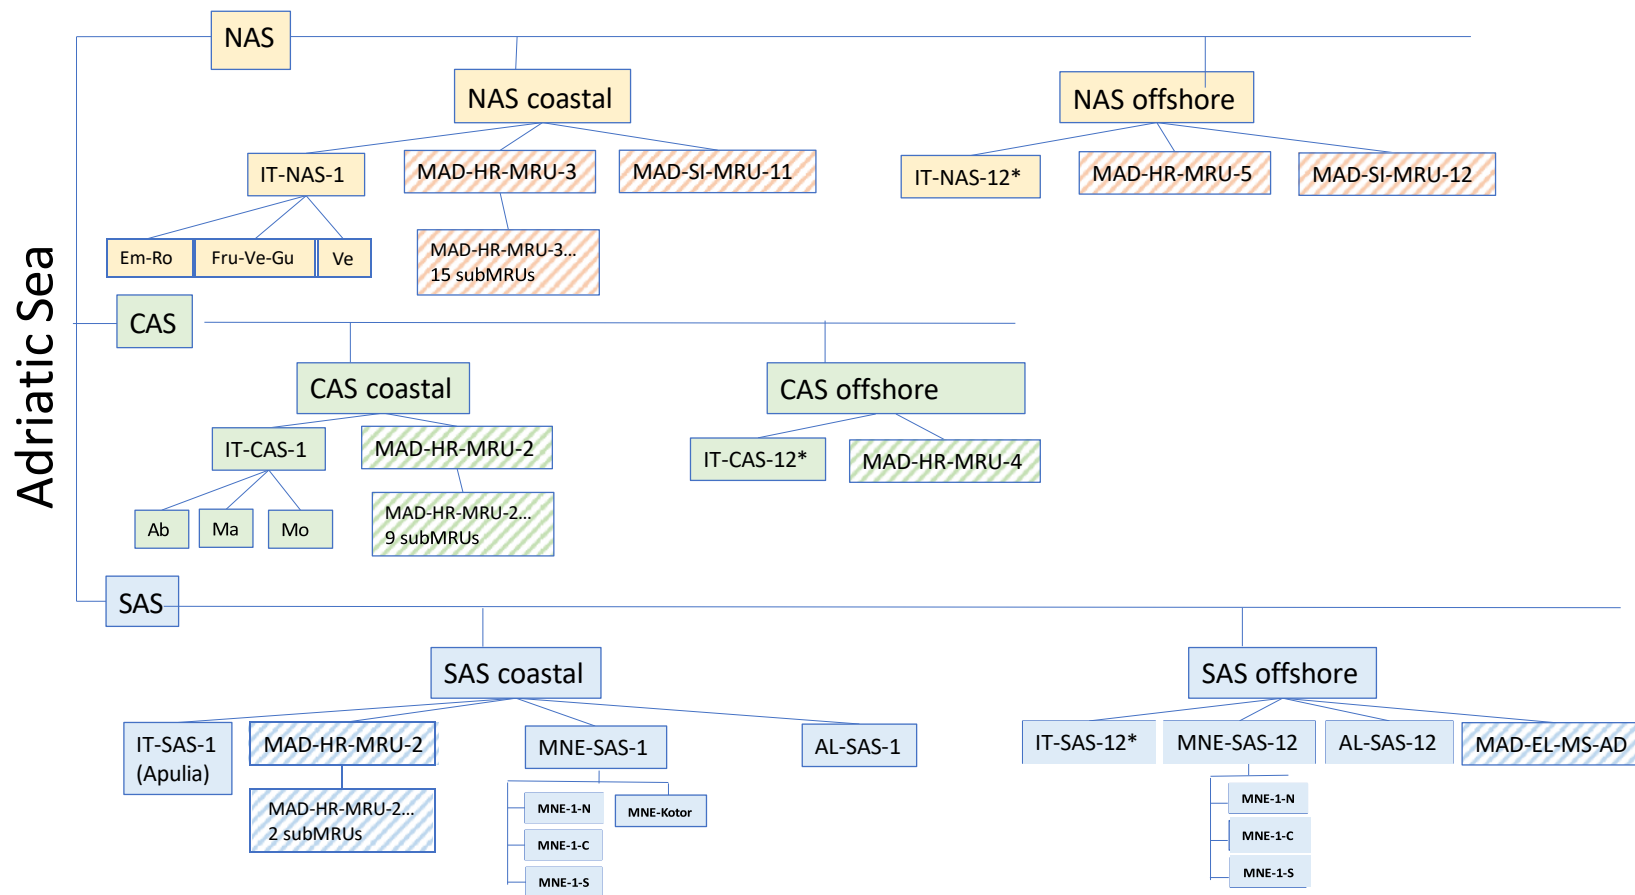 Adriatic Sea
NAS
NAS coastal
NAS offshore
IT-NAS-1
MAD-HR-MRU-3
MAD-SI-MRU-11
IT-NAS-12*
MAD-HR-MRU-5
MAD-SI-MRU-12
Em-Ro
Fru-Ve-Gu
Ve
MAD-HR-MRU-3...
15 subMRUs
CAS
CAS coastal
CAS offshore
IT-CAS-1
MAD-HR-MRU-2
IT-CAS-12*
MAD-HR-MRU-4
Ab
Ma
Mo
MAD-HR-MRU-2...
9 subMRUs
SAS
SAS coastal
SAS offshore
IT-SAS-1
(Apulia)
MAD-HR-MRU-2
MNE-SAS-1
AL-SAS-1
IT-SAS-12*
MNE-SAS-12
AL-SAS-12
MAD-EL-MS-AD
MAD-HR-MRU-2...
2 subMRUs
MNE-1-N
MNE-Kotor
MNE-1-C
MNE-1-S
MNE-1-N
MNE-1-C
MNE-1-S